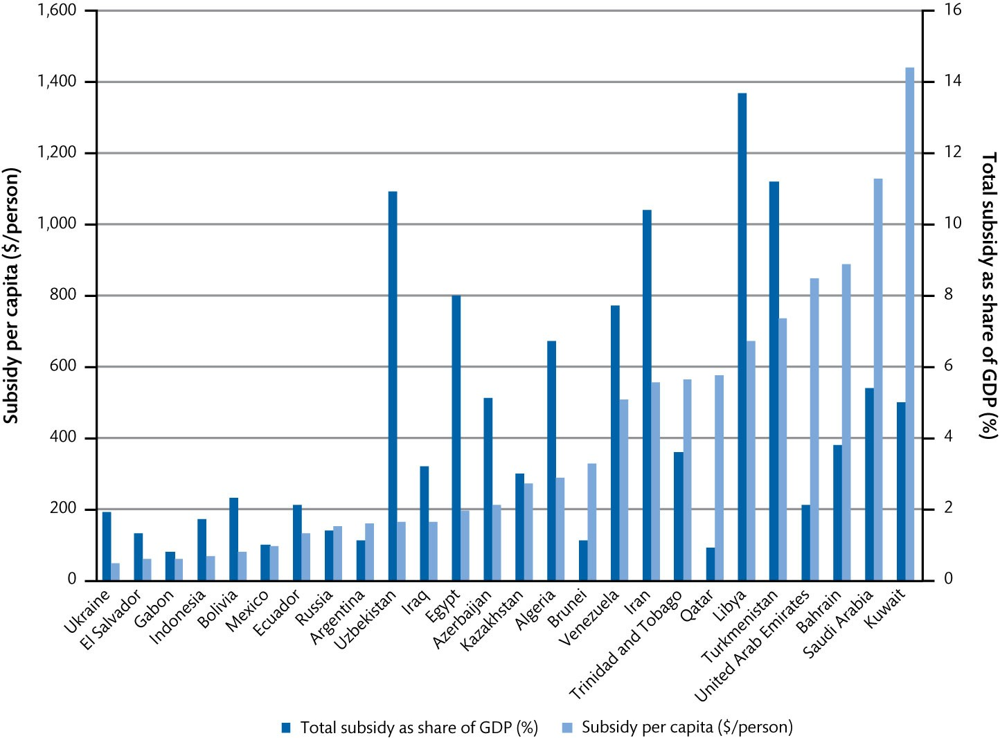 1,600
1,400
1,200
1,000
800
600
400
200
0
Subsidy per capita ($/person)
16
14
12
10
8
6
4
2
0
Total subsidy as share of GDP (%)
Ukraine
El Salvador
Gabon
Indonesia
Bolivia
Mexico
Ecuador
Russia
Argentina
Uzbekistan
Iraq
Egypt
Azerbaijan
Kazakhstan
Algeria
Brunei
Venezuela
Iran
Trinidad and Tobago
Qatar
Libya
Turkmenistan
United Arab Emirates
Bahrain
Saudi Arabia
Kuwait
Total subsidy as share of GDP (%)
Subsidy per capita ($/person)